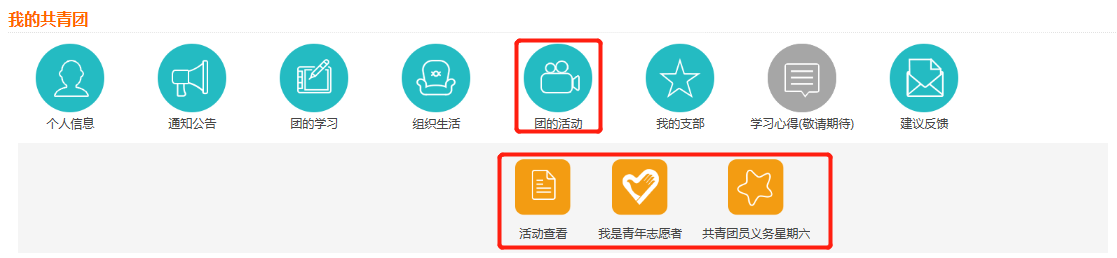 我的共青团
个人信息 通知公告 团的学习 组织生活 团的活动 我的支部 学习心得(敬请期待) 建议反馈
活动查看 我是青年志愿者 共青团员义务星期六